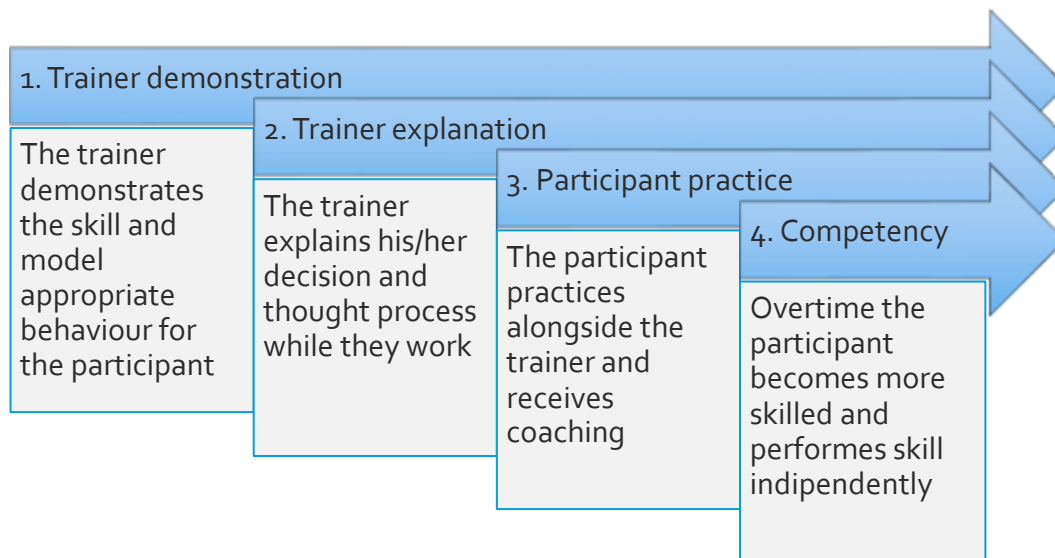 1. Trainer demonstration
The trainer
demonstrates
the skill and
model
appropriate
behaviour for
the participant
2. Trainer explanation
The trainer
explains his/her
decision and
thought process
while they work
3. Participant practice
The participant
practices
alongside the
trainer and
receives
coaching
4. Competency
Overtime the
participant
becomes more
skilled and
performes skill
indipendently